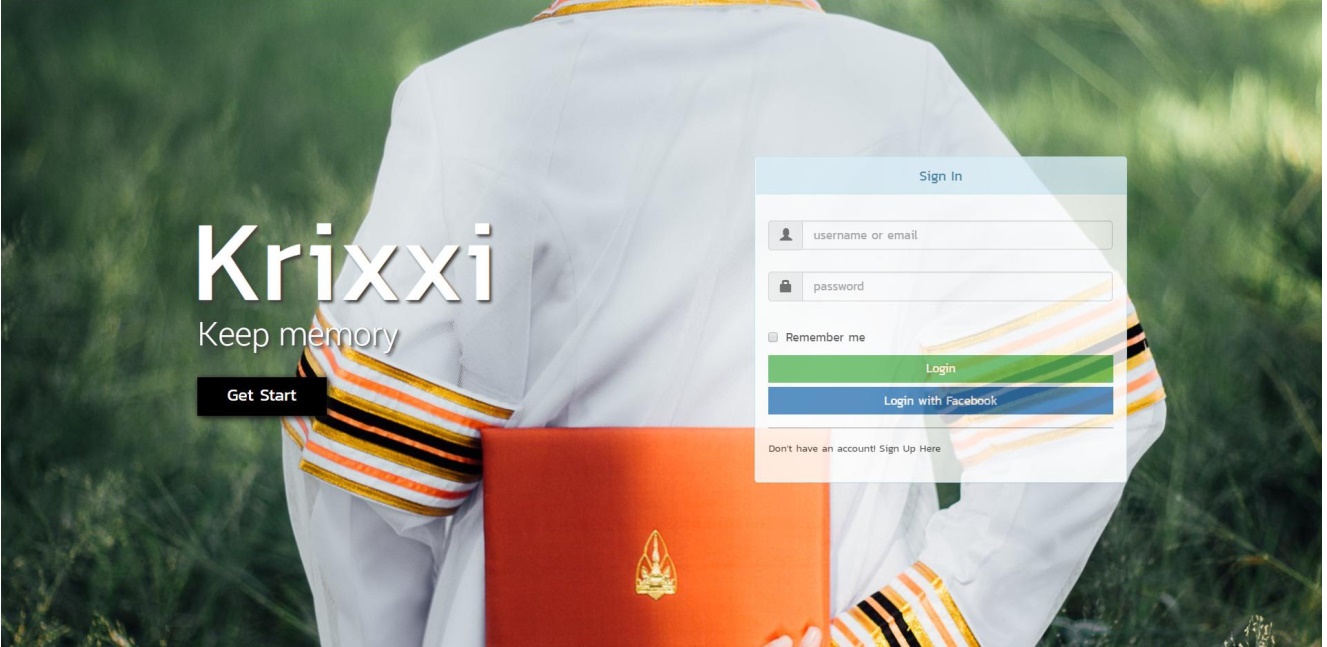 Krixxi
Keep memory
Get Start
Sign In
username or email
password
Remember me
Login
Login with Facebook
Don't have an account! Sign Up Here